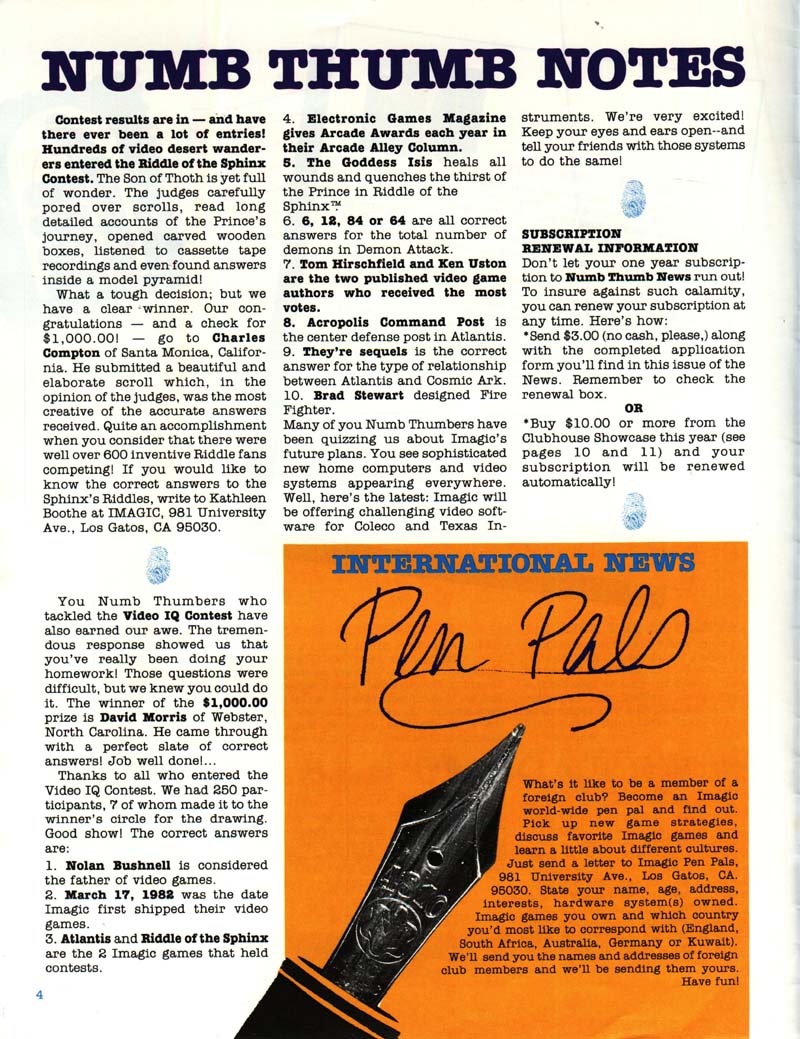 NUMB THUMB NOTES
Contest results are in — and have
there ever been a lot of entries!
Hundreds of video desert wander-
ers entered the Riddle of the Sphinx
Contest. The Son of Thoth is yet full
of wonder. The judges carefully
pored over scrolls, read long
detailed accounts of the Prince's
journey, opened carved wooden
boxes, listened to cassette tape
recordings and even found answers
inside a model pyramid!
What a tough decision; but we
have a clear winner. Our con-
gratulations — and a check for
$1,000.00! — go to Charles
Compton of Santa Monica, Califor-
nia. He submitted a beautiful and
elaborate scroll which, in the
opinion of the judges, was the most
creative of the accurate answers
received. Quite an accomplishment
when you consider that there were
well over 600 inventive Riddle fans
competing! If you would like to
know the correct answers to the
Sphinx's Riddles, write to Kathleen
Boothe at IMAGIC, 981 University
Ave., Los Gatos, CA 95030.
You Numb Thumbers who
tackled the Video IQ Contest have
also earned our awe. The tremen-
dous response showed us that
you've really been doing your
homework! Those questions were
difficult, but we knew you could do
it. The winner of the $1,000.00
prize is David Morris of Webster,
North Carolina. He came through
with a perfect slate of correct
answers! Job well done!...
Thanks to all who entered the
Video IQ Contest. We had 250 par-
ticipants, 7 of whom made it to the
winner's circle for the drawing.
Good show! The correct answers
are:
1. Nolan Bushnell is considered
the father of video games.
2. March 17, 1982 was the date
Imagic first shipped their video
games.
3. Atlantis and Riddle of the Sphinx
are the 2 Imagic games that held
contests.
4. Electronic Games Magazine
gives Arcade Awards each year in
their Arcade Alley Column.
5. The Goddess Isis heals all
wounds and quenches the thirst of
the Prince in Riddle of the
Sphinx™.
6. 6, 12, 84 or 64 are all correct
answers for the total number of
demons in Demon Attack.
7. Tom Hirschfield and Ken Uston
are the two published video game
authors who received the most
votes.
8. Acropolis Command Post is
the center defense post in Atlantis.
9. They're sequels is the correct
answer for the type of relationship
between Atlantis and Cosmic Ark.
10. Brad Stewart designed Fire
Fighter.
Many of you Numb Thumbers have
been quizzing us about Imagic's
future plans. You see sophisticated
new home computers and video
systems appearing everywhere.
Well, here's the latest: Imagic will
be offering challenging video soft-
ware for Coleco and Texas In-
struments. We're very excited!
Keep your eyes and ears open--and
tell your friends with those systems
to do the same!
SUBSCRIPTION
RENEWAL INFORMATION
Don't let your one year subscrip-
tion to Numb Thumb News run out!
To insure against such calamity,
you can renew your subscription at
any time. Here's how:
*Send $3.00 (no cash, please,) along
with the completed application
form you'll find in this issue of the
News. Remember to check the
renewal box.
OR
*Buy $10.00 or more from the
Clubhouse Showcase this year (see
pages 10 and 11) and your
subscription will be renewed
automatically!
INTERNATIONAL NEWS
Pen Pals
What's it like to be a member of a
foreign club? Become an Imagic
world-wide pen pal and find out.
Pick up new game strategies,
discuss favorite Imagic games and
learn a little about different cultures.
Just send a letter to Imagic Pen Pals,
981 University Ave., Los Gatos, CA.
95030. State your name, age, address,
interests, hardware system(s) owned.
Imagic games you own and which country
you'd most like to correspond with (England,
South Africa, Australia, Germany or Kuwait).
We'll send you the names and addresses of foreign
club members and we'll be sending them yours.
Have fun!
4